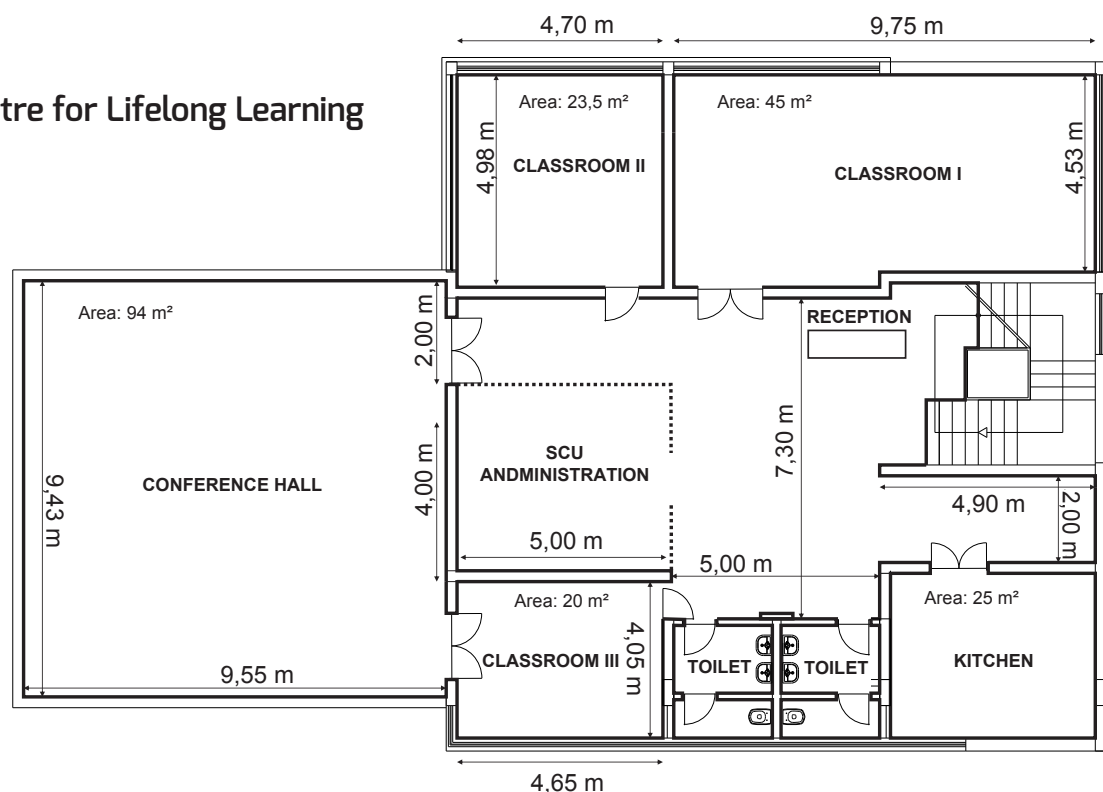 4,70 m
9,75 m
tre for Lifelong Learning
Area: 23,5 m²
4,98 m
CLASSROOM II
Area: 45 m²
CLASSROOM I
4,53 m
Area: 94 m²
2,00 m
RECEPTION
7,30 m
SCU
ANDMINISTRATION
4,00 m
CONFERENCE HALL
9,43 m
4,90 m
2,00 m
5,00 m
5,00 m
Area: 20 m²
Area: 25 m²
CLASSROOM III
4,05 m
TOILET
TOILET
KITCHEN
9,55 m
4,65 m